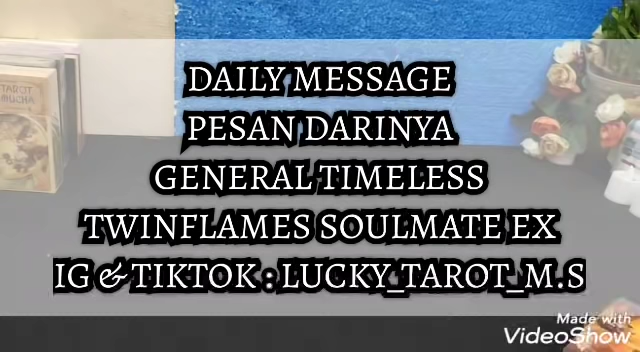 DAILY MESSAGE
PESAN DARINYA
GENERAL TIMELESS
TWINFLAMES SOULMATE EX
IG & TIKTOK : LUCKY_TAROT_M.S
Made with
VideoShow